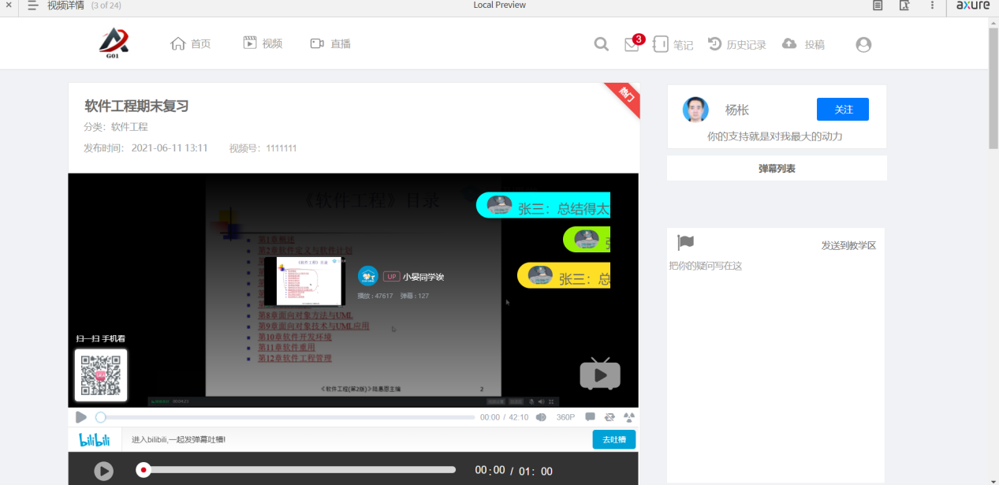 视频详情 (3 of 24)
Local Preview
axure
G01
首页
视频
直播
3
笔记
历史记录
投稿
软件工程期末复习
分类：软件工程
发布时间： 2021-06-11 13:11 视频号：1111111
热门
杨枨
关注
你的支持就是对我最大的动力
弹幕列表
《软件工程》目录
张三：总结得太
张三：总
第1章概述
第2章软件定义与软件计划
第8章面向对象方法与UML
第9章面向对象技术与UML应用
第10章软件开发环境
第11章软件重用
第12章软件工程管理
UP 小晏同学诶
播放 : 47617 弹幕 : 127
扫一扫 手机看
《软件工程(第2版)》陆惠恩主编
2
00:04:23
00:00 / 42:10
360P
bilibili
进入bilibili,一起发弹幕吐槽!
去吐槽
00:00 / 01: 00
发送到教学区
把你的疑问写在这